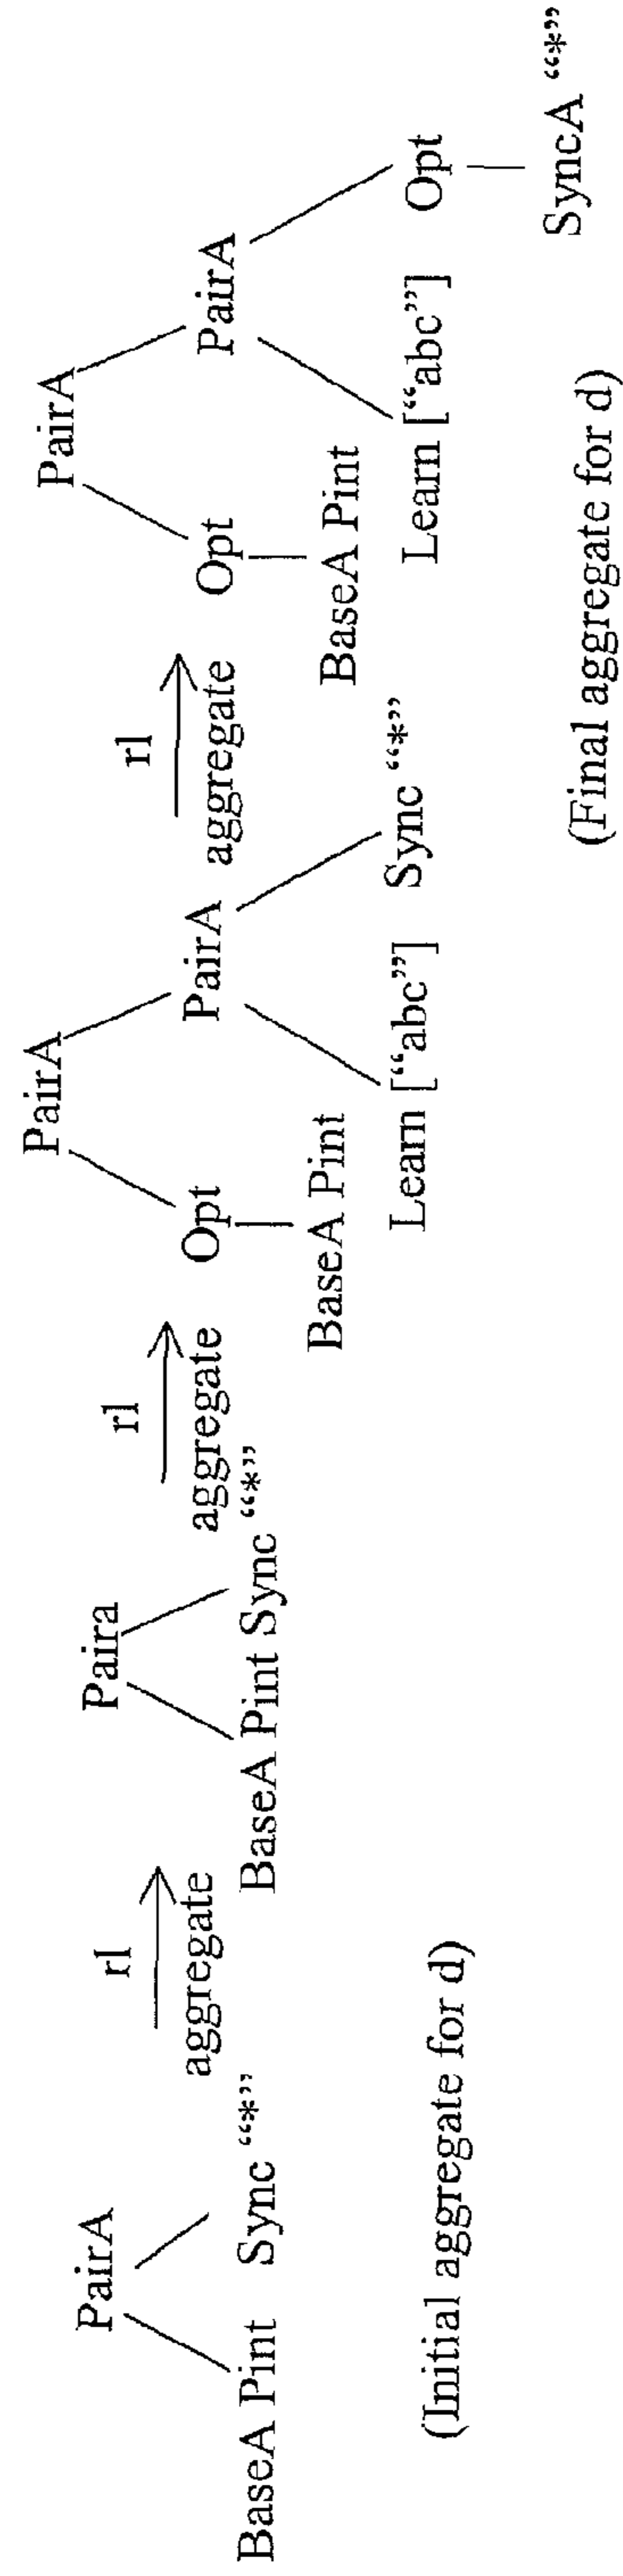 PairA
BaseA Pint Sync “*”
(Initial aggregate for d)
rl
aggregate
Paira
BaseA Pint Sync “*”
rl
aggregate
PairA
Opt PairA
BaseA Pint
Learn [“abc”] Sync “*”
rl
aggregate
PairA
Opt PairA
BaseA Pint
Learn [“abc”] Opt
SyncA “*”
(Final aggregate for d)